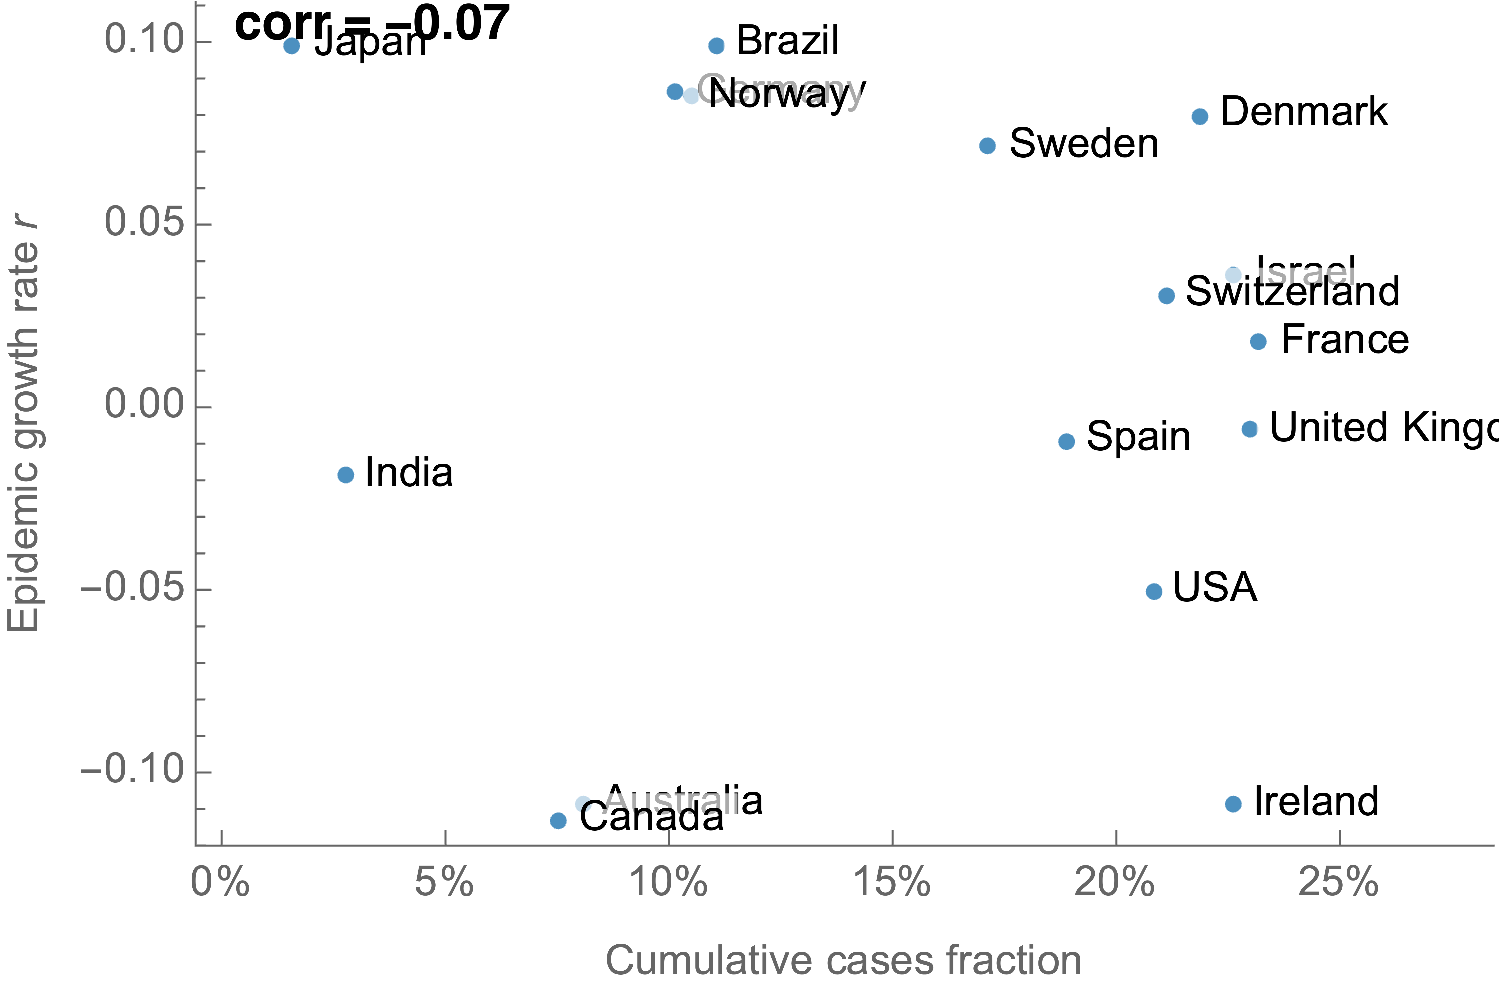 corr = −0.07
0.10
Japan
Brazil
Germany
Norway
Denmark
Sweden
0.05
Israel
Switzerland
France
0.00
United Kingd
Spain
India
−0.05
USA
−0.10
Australia
Canada
Ireland
0%
5%
10%
15%
20%
25%
Epidemic growth rate r
Cumulative cases fraction